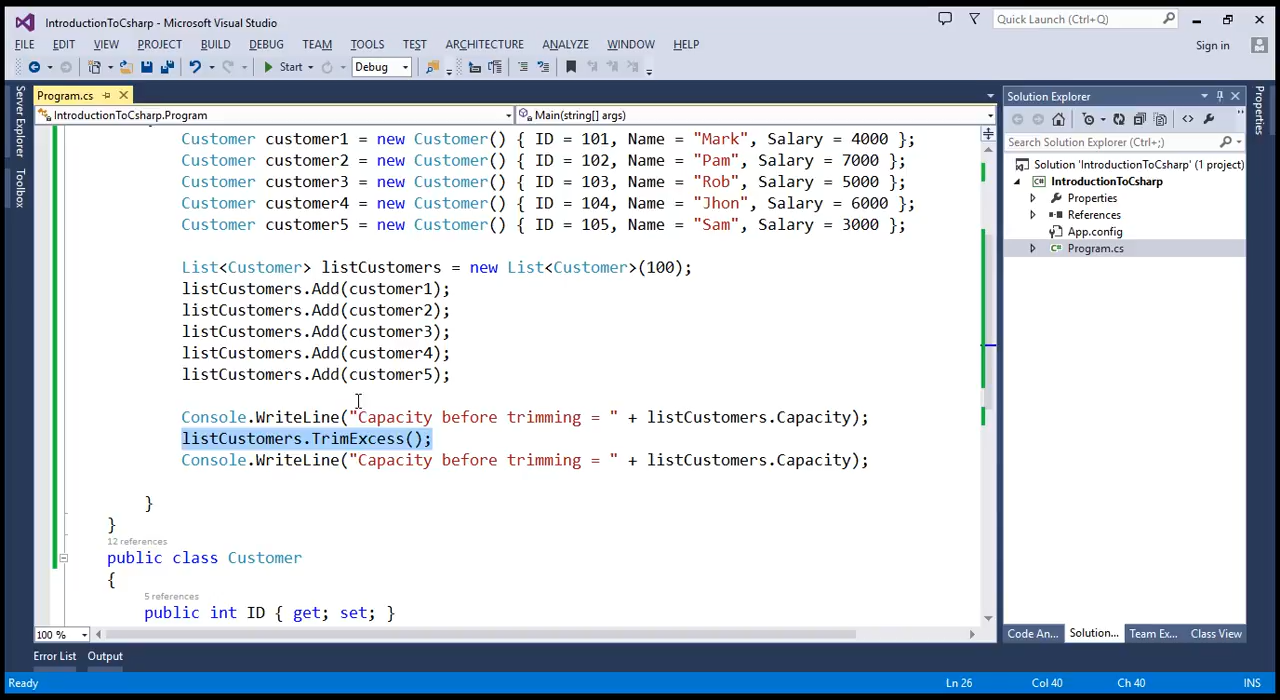 IntroductionToCsharp - Microsoft Visual Studio
Quick Launch (Ctrl+Q)
FILE EDIT VIEW PROJECT BUILD DEBUG TEAM TOOLS TEST ARCHITECTURE ANALYZE WINDOW HELP
Sign in
Start Debug
Server Explorer
Toolbox
Program.cs
IntroductionToCsharp.Program
Main(string[] args)
Customer customer1 = new Customer() { ID = 101, Name = "Mark", Salary = 4000 };
Customer customer2 = new Customer() { ID = 102, Name = "Pam", Salary = 7000 };
Customer customer3 = new Customer() { ID = 103, Name = "Rob", Salary = 5000 };
Customer customer4 = new Customer() { ID = 104, Name = "Jhon", Salary = 6000 };
Customer customer5 = new Customer() { ID = 105, Name = "Sam", Salary = 3000 };
List<Customer> listCustomers = new List<Customer>(100);
listCustomers.Add(customer1);
listCustomers.Add(customer2);
listCustomers.Add(customer3);
listCustomers.Add(customer4);
listCustomers.Add(customer5);
Console.WriteLine("Capacity before trimming = " + listCustomers.Capacity);
listCustomers.TrimExcess();
Console.WriteLine("Capacity before trimming = " + listCustomers.Capacity);
}
}
12 references
public class Customer
{
5 references
public int ID { get; set; }
100 %
Solution Explorer
Search Solution Explorer (Ctrl+;)
Solution 'IntroductionToCsharp' (1 project)
IntroductionToCsharp
Properties
References
App.config
Program.cs
Code An... Solution... Team Ex... Class View
Properties
Error List Output
Ready Ln 26 Col 40 Ch 40 INS